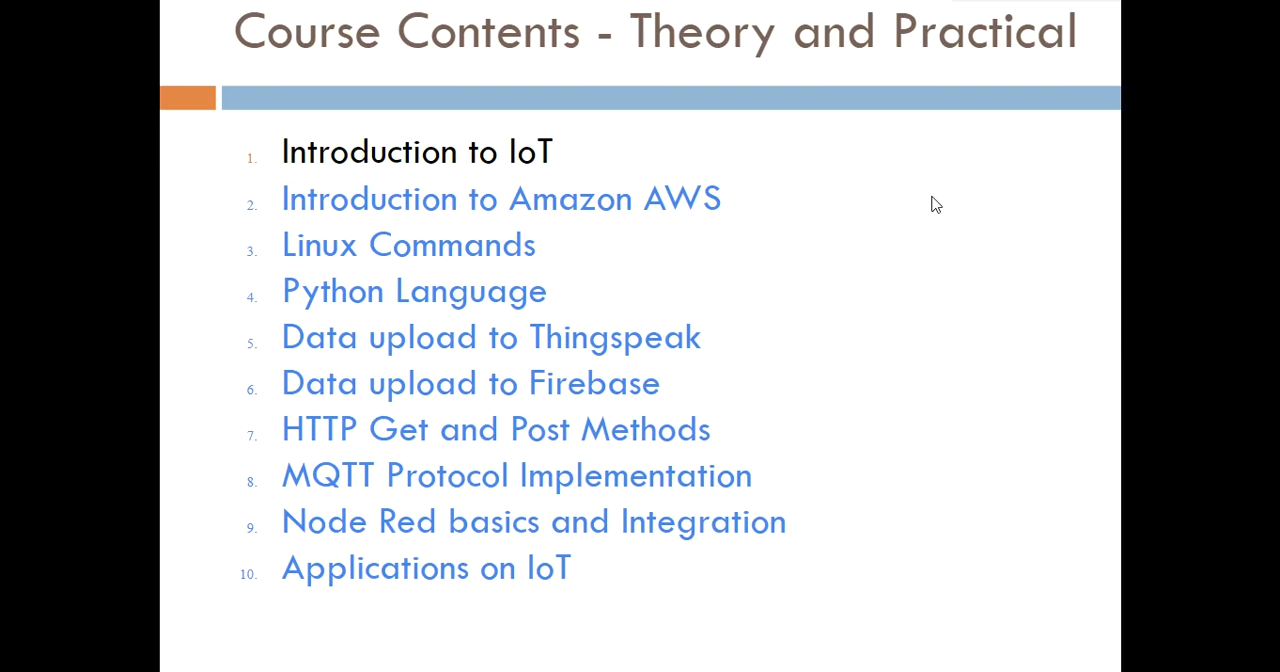 Course Contents - Theory and Practical
1. Introduction to IoT
2. Introduction to Amazon AWS
3. Linux Commands
4. Python Language
5. Data upload to Thingspeak
6. Data upload to Firebase
7. HTTP Get and Post Methods
8. MQTT Protocol Implementation
9. Node Red basics and Integration
10. Applications on IoT